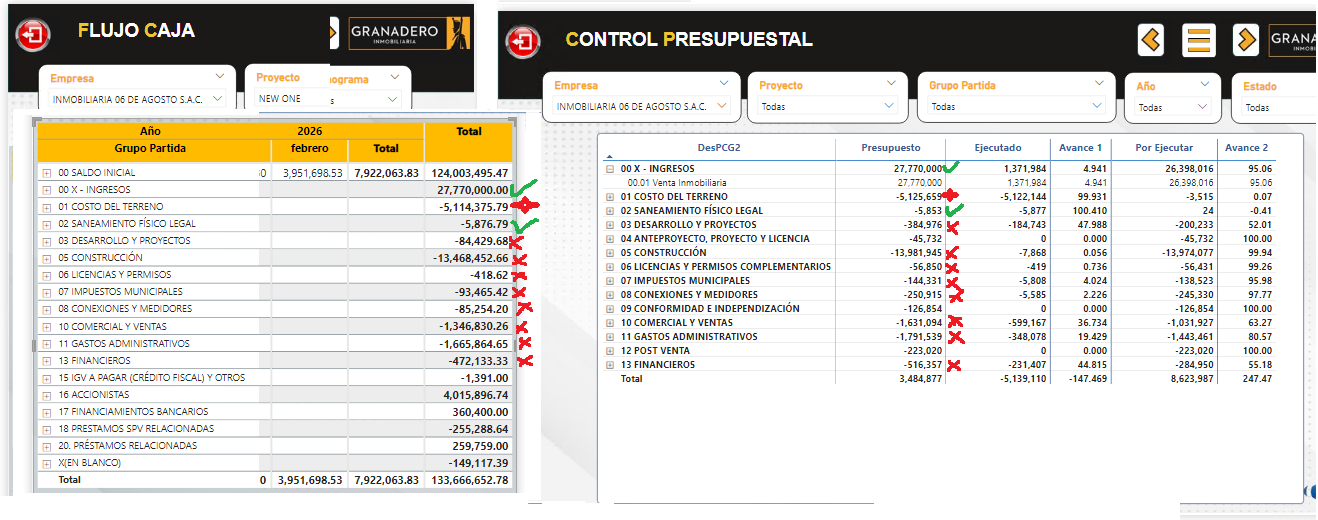 FLUJO CAJA
GRANADERO
INMOBILIARIA
Empresa
INMOBILIARIA 06 DE AGOSTO S.A.C.
Proyecto
NEW ONE
ograma
s
Año 2026 Total
Grupo Partida febrero Total
00 SALDO INICIAL 30 3,951,698.53 7,922,063.83 124,003,495.47
00 X - INGRESOS 27,770,000.00
01 COSTO DEL TERRENO -5,114,375.79
02 SANEAMIENTO FÍSICO LEGAL -5,876.79
03 DESARROLLO Y PROYECTOS -84,429.68
05 CONSTRUCCIÓN -13,468,452.66
06 LICENCIAS Y PERMISOS -418.62
07 IMPUESTOS MUNICIPALES -93,465.42
08 CONEXIONES Y MEDIDORES -85,254.20
10 COMERCIAL Y VENTAS -1,346,830.26
11 GASTOS ADMINISTRATIVOS -1,665,864.65
13 FINANCIEROS -472,133.33
15 IGV A PAGAR (CRÉDITO FISCAL) Y OTROS -1,391.00
16 ACCIONISTAS 4,015,896.74
17 FINANCIAMIENTOS BANCARIOS 360,400.00
18 PRESTAMOS SPV RELACIONADAS -255,288.64
20. PRÉSTAMOS RELACIONADAS 259,759.00
X(EN BLANCO) -149,117.39
Total 0 3,951,698.53 7,922,063.83 133,666,652.78
CONTROL PRESUPUESTAL
GRANA
INMOB
Empresa
INMOBILIARIA 06 DE AGOSTO S.A.C.
Proyecto
Todas
Grupo Partida
Todas
Año
Todas
Estado
Todas
DesPCG2 Presupuesto Ejecutado Avance 1 Por Ejecutar Avance 2
00 X - INGRESOS 27,770,000 1,371,984 4.941 26,398,016 95.06
00.01 Venta Inmobiliaria 27,770,000 1,371,984 4.941 26,398,016 95.06
01 COSTO DEL TERRENO -5,125,659 -5,122,144 99.931 -3,515 0.07
02 SANEAMIENTO FÍSICO LEGAL -5,853 -5,877 100.410 24 -0.41
03 DESARROLLO Y PROYECTOS -384,976 -184,743 47.988 -200,233 52.01
04 ANTEPROYECTO, PROYECTO Y LICENCIA -45,732 0 0.000 -45,732 100.00
05 CONSTRUCCIÓN -13,981,945 -7,868 0.056 -13,974,077 99.94
06 LICENCIAS Y PERMISOS COMPLEMENTARIOS -56,850 -419 0.736 -56,431 99.26
07 IMPUESTOS MUNICIPALES -144,331 -5,808 4.024 -138,523 95.98
08 CONEXIONES Y MEDIDORES -250,915 -5,585 2.226 -245,330 97.77
09 CONFORMIDAD E INDEPENDIZACIÓN -126,854 0 0.000 -126,854 100.00
10 COMERCIAL Y VENTAS -1,631,094 -599,167 36.734 -1,031,927 63.27
11 GASTOS ADMINISTRATIVOS -1,791,539 -348,078 19.429 -1,443,461 80.57
12 POST VENTA -223,020 0 0.000 -223,020 100.00
13 FINANCIEROS -516,357 -231,407 44.815 -284,950 55.18
Total 3,484,877 -5,139,110 -147.469 8,623,987 247.47